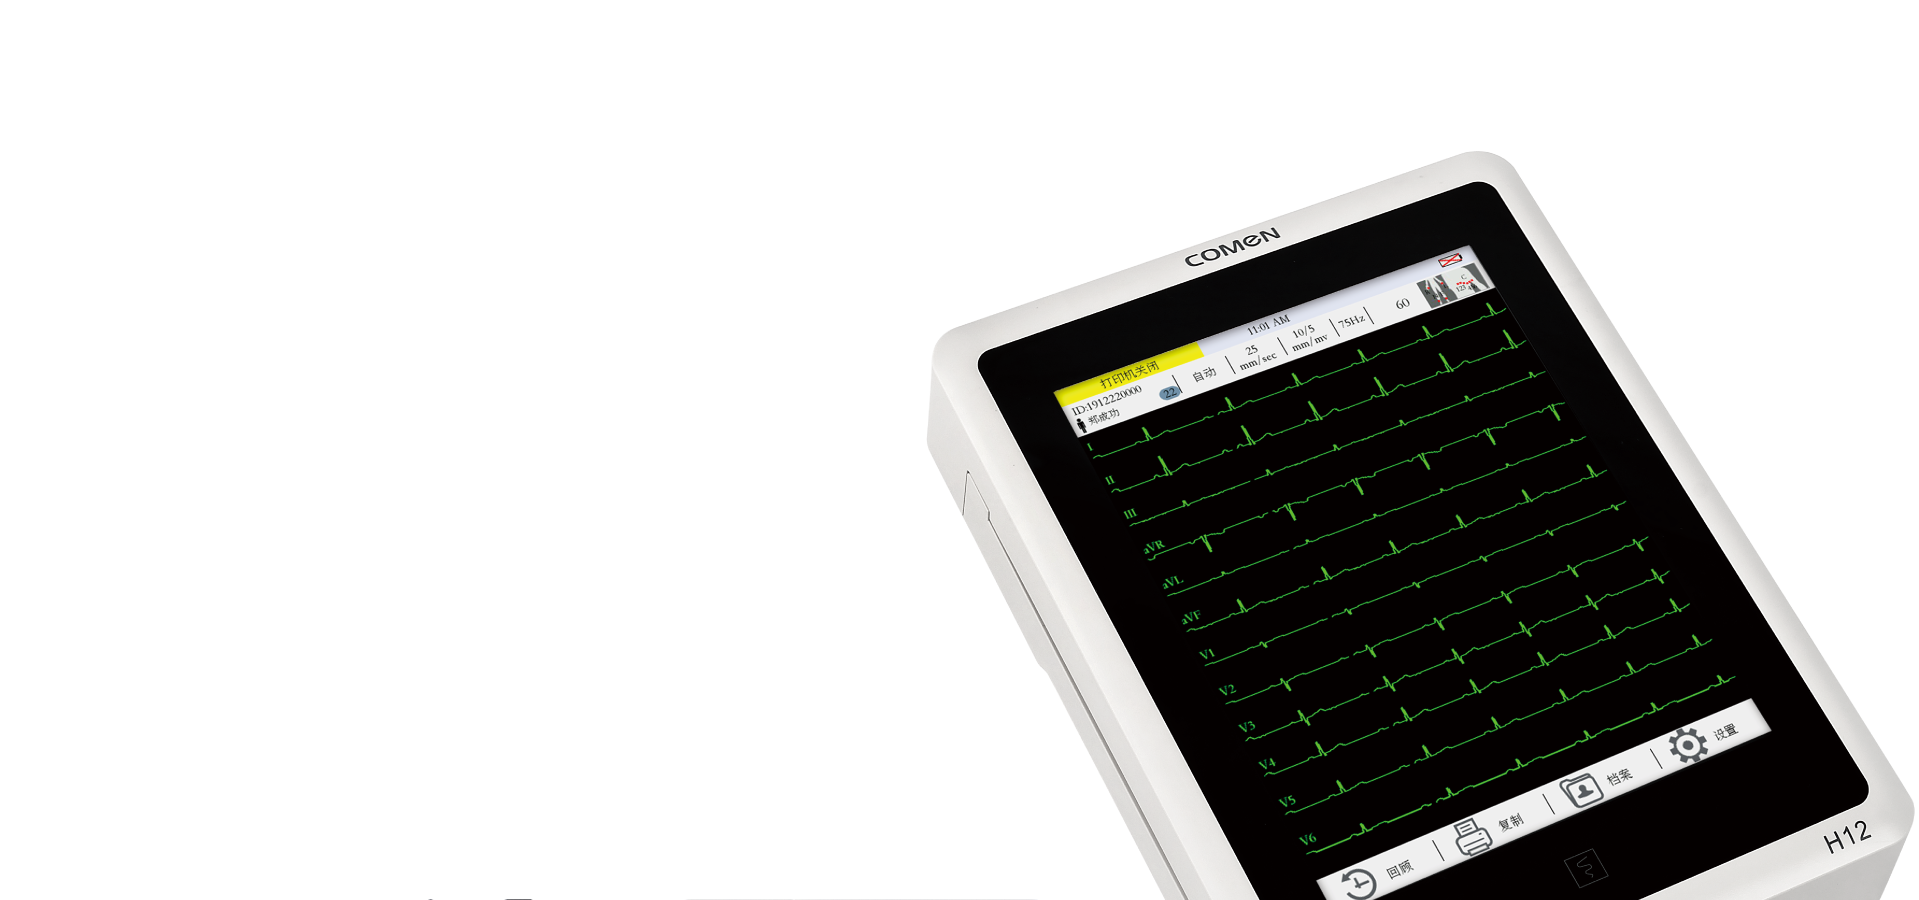 COMEN
11:01 AM
打印机关闭
ID:1912220000
22
郑成功
自动
25
mm/sec
10/5
mm/mv
75Hz
60
C
I
II
III
aVR
aVL
aVF
V1
V2
V3
V4
V5
V6
回顾
复制
档案
设置
H12